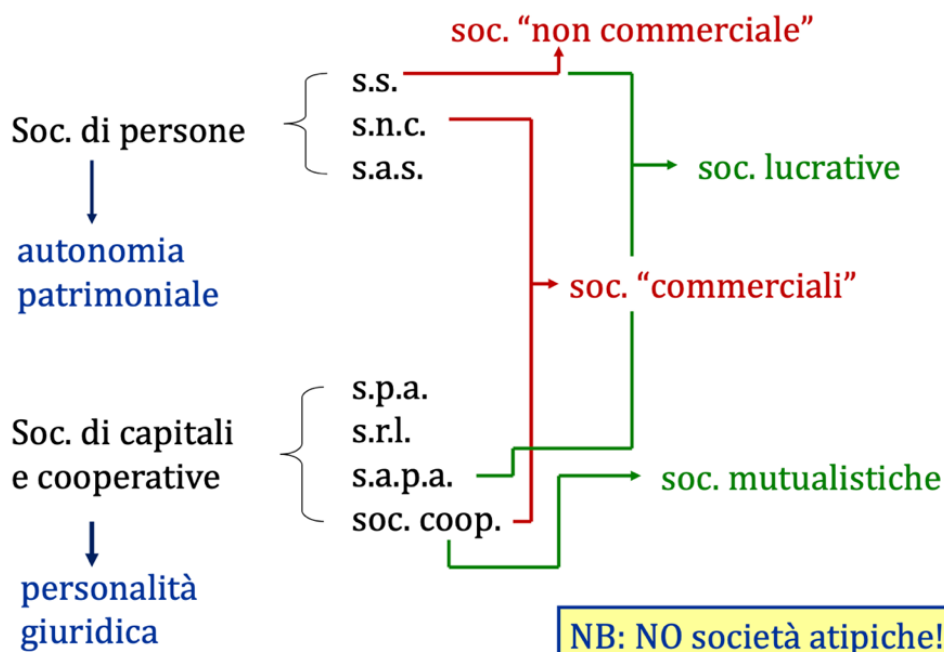 soc. “non commerciale”
s.s.
Soc. di persone
s.n.c.
s.a.s.
soc. lucrative
autonomia
patrimoniale
soc. “commerciali”
s.p.a.
Soc. di capitali
e cooperative
s.r.l.
s.a.p.a.
soc. mutualistiche
soc. coop.
personalità
giuridica
NB: NO società atipiche!